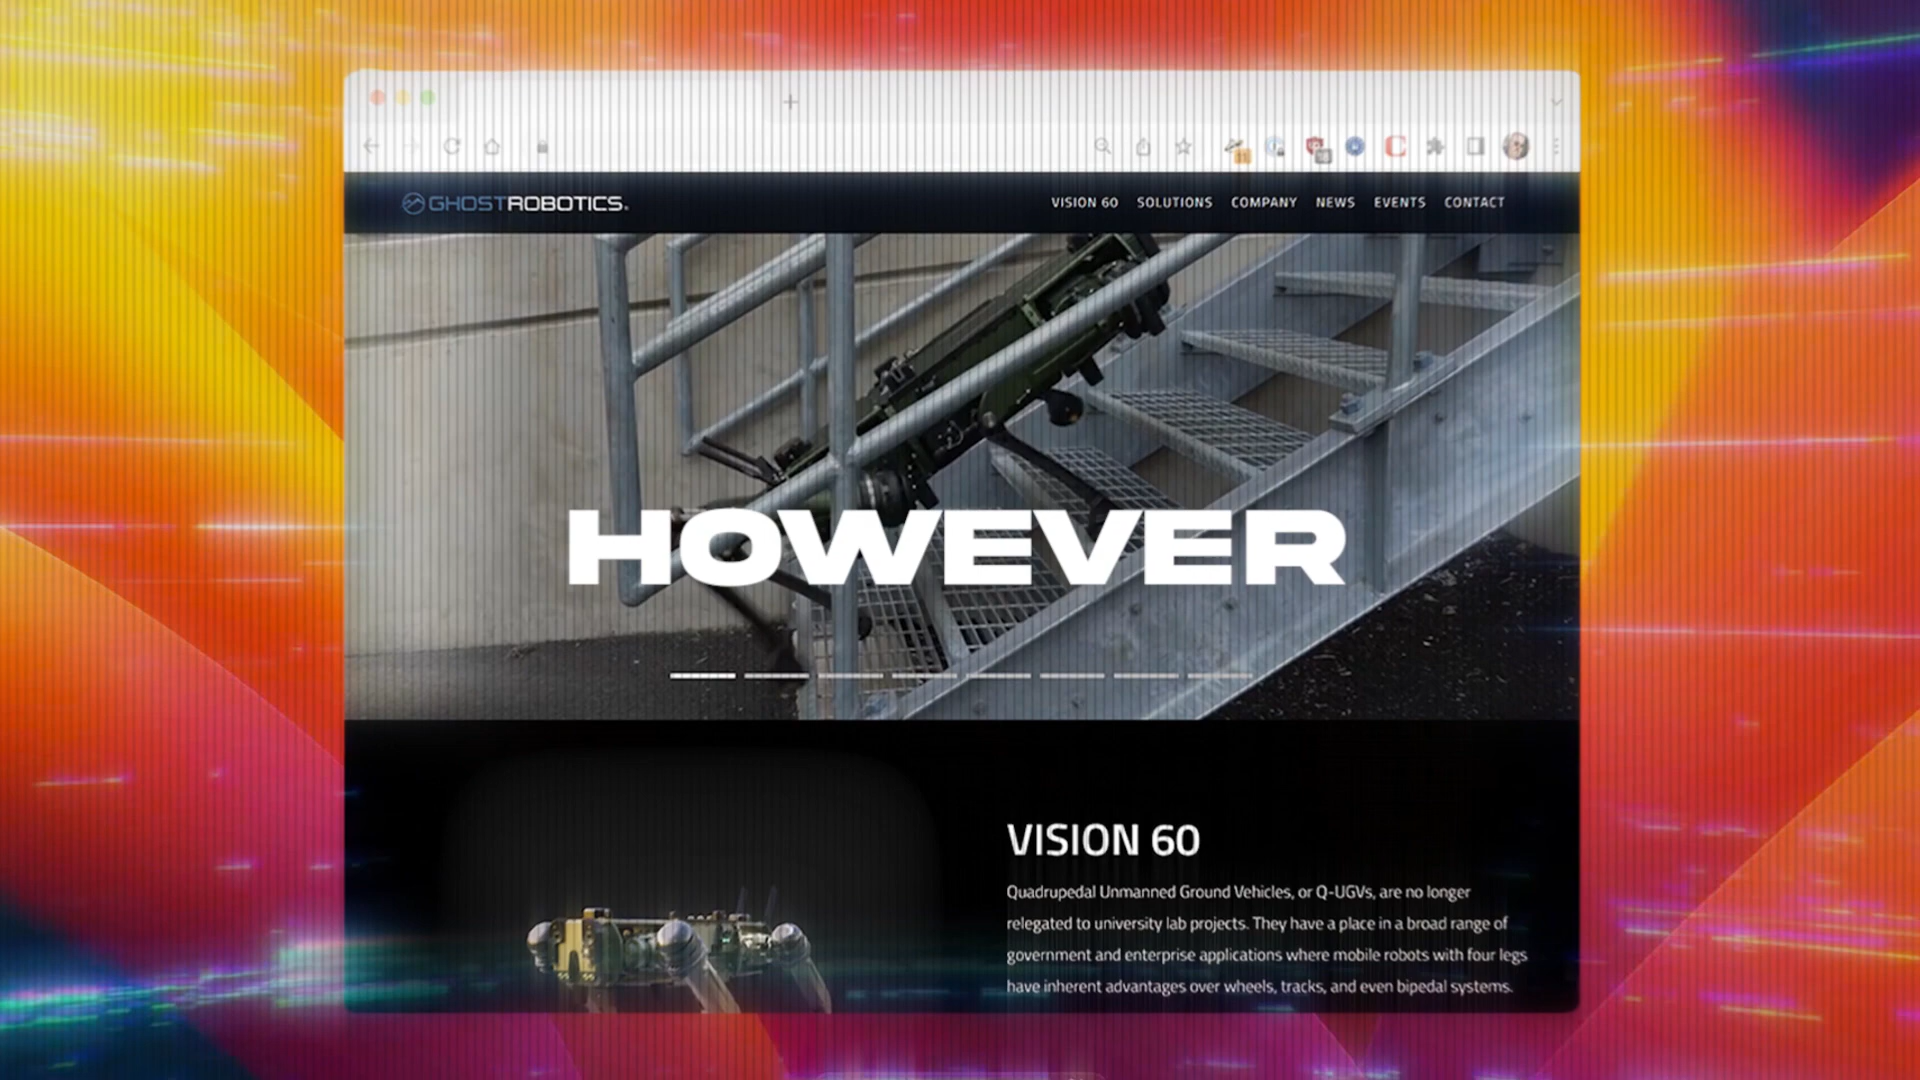 GHOSTROBOTICS
VISION 60 SOLUTIONS COMPANY NEWS EVENTS CONTACT
HOWEVER
VISION 60
Quadrupedal Unmanned Ground Vehicles, or Q-UGVs, are no longer
relegated to university lab projects. They have a place in a broad range of
government and enterprise applications where mobile robots with four legs
have inherent advantages over wheels, tracks, and even bipedal systems.